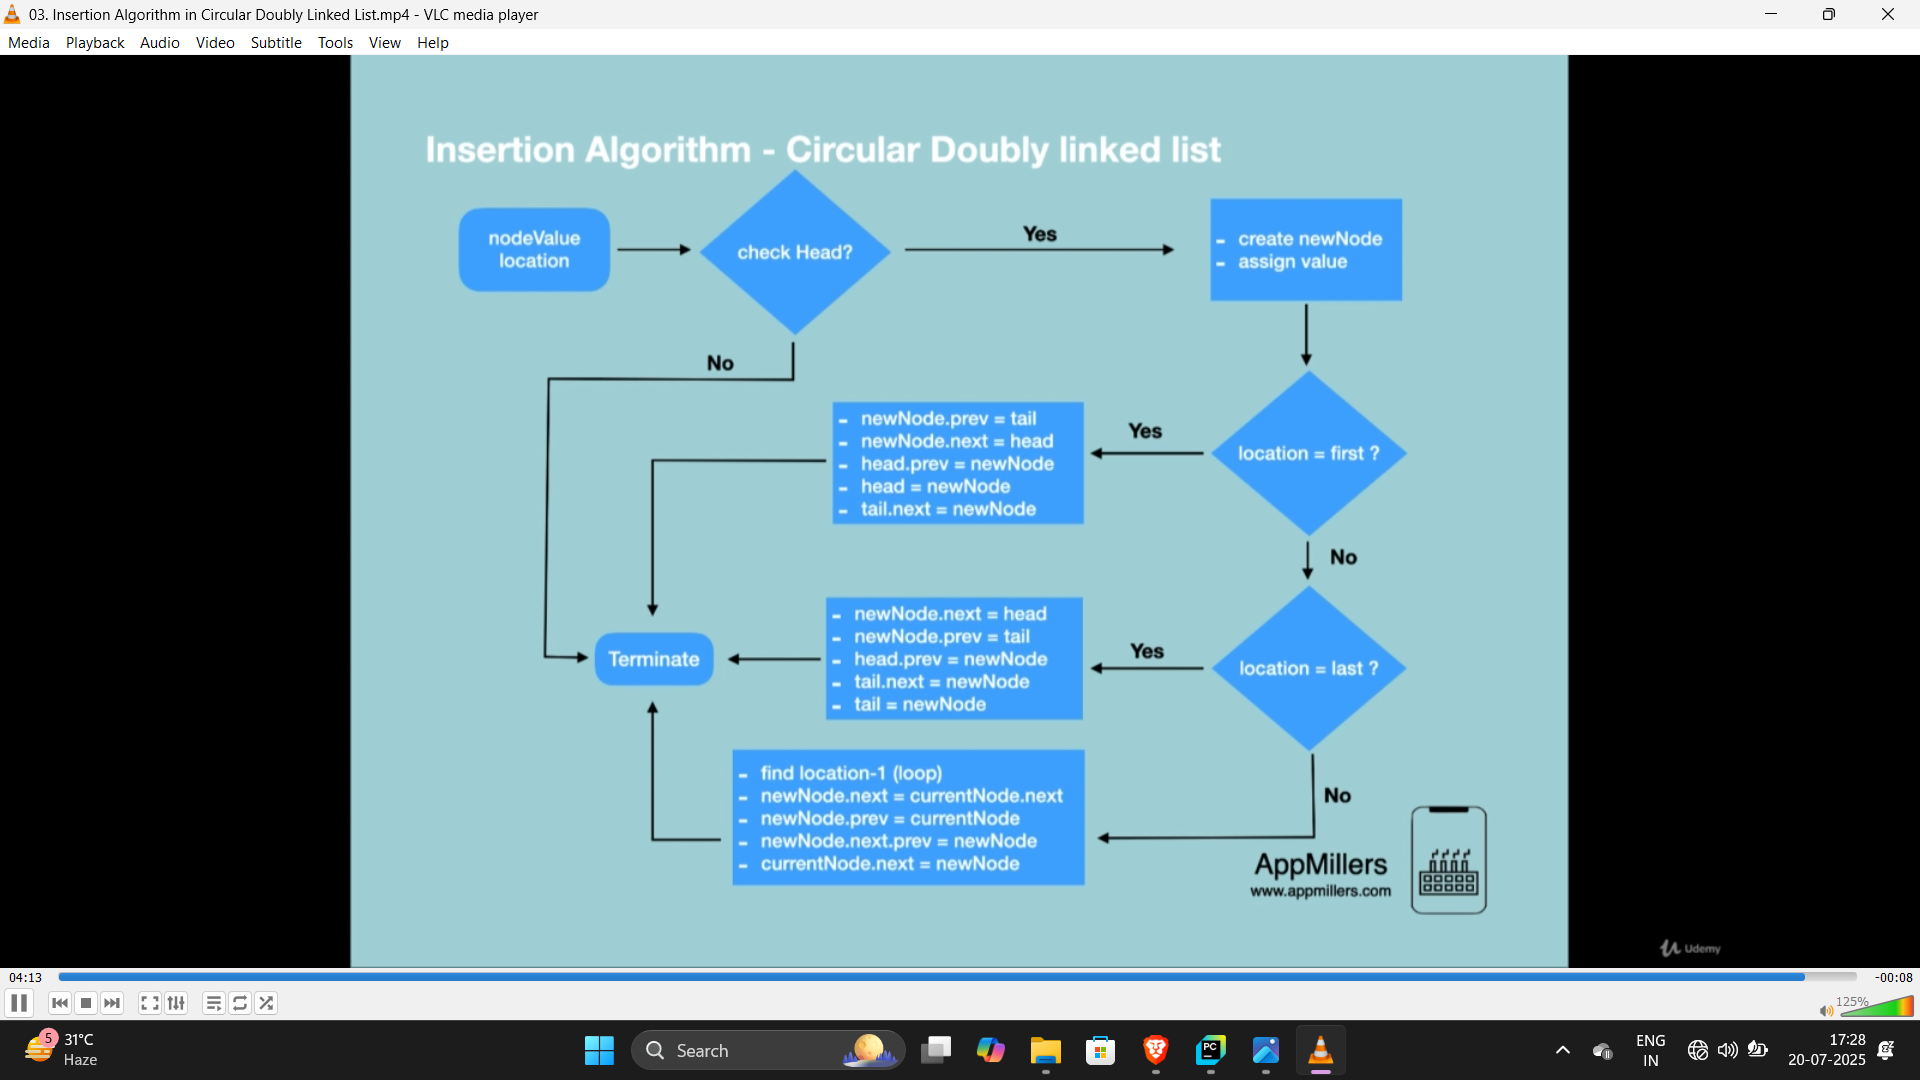 03. Insertion Algorithm in Circular Doubly Linked List.mp4 - VLC media player
Media Playback Audio Video Subtitle Tools View Help
Insertion Algorithm - Circular Doubly linked list
nodeValue
location
check Head?
Yes
- create newNode
- assign value
No
- newNode.prev = tail
- newNode.next = head
- head.prev = newNode
- head = newNode
- tail.next = newNode
Yes
location = first ?
No
Terminate
- newNode.next = head
- newNode.prev = tail
- head.prev = newNode
- tail.next = newNode
- tail = newNode
Yes
location = last ?
- find location-1 (loop)
- newNode.next = currentNode.next
- newNode.prev = currentNode
- newNode.next.prev = newNode
- currentNode.next = newNode
No
AppMillers
www.appmillers.com
Udemy
04:13
-00:08
125%
5
31°C
Haze
Search
PC
ENG
IN
17:28
20-07-2025